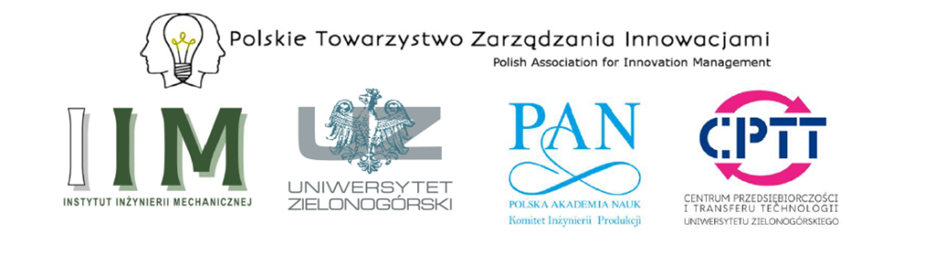 Polskie Towarzystwo Zarządzania Innowacjami
Polish Association for Innovation Management
IIM
INSTYTUT INŻYNIERII MECHANICZNEJ
UZ
UNIWERSYTET
ZIELONOGÓRSKI
PAN
POLSKA AKADEMIA NAUK
Komitet Inżynierii Produkcji
CPTT
CENTRUM PRZEDSIĘBIORCZOŚCI
I TRANSFERU TECHNOLOGII
UNIWERSYTETU ZIELONOGÓRSKIEGO